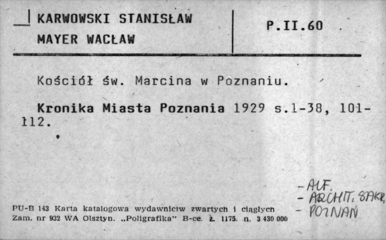 KARWOWSKI STANISŁAW
MAYER WACŁAW
P.II.60
Kościół św. Marcina w Poznaniu.
Kronika Miasta Poznania 1929 s.1-38, 101-
112.
- ALF.
- ARCHIT. SAKR.
- POZNAŃ
PU-B 143 Karta katalogowa wydawnictw zwartych i ciągłych
Zam. nr 922 WA Olsztyn. „Poligrafika” B-ce. Ł. 1175. n. 3 430 000